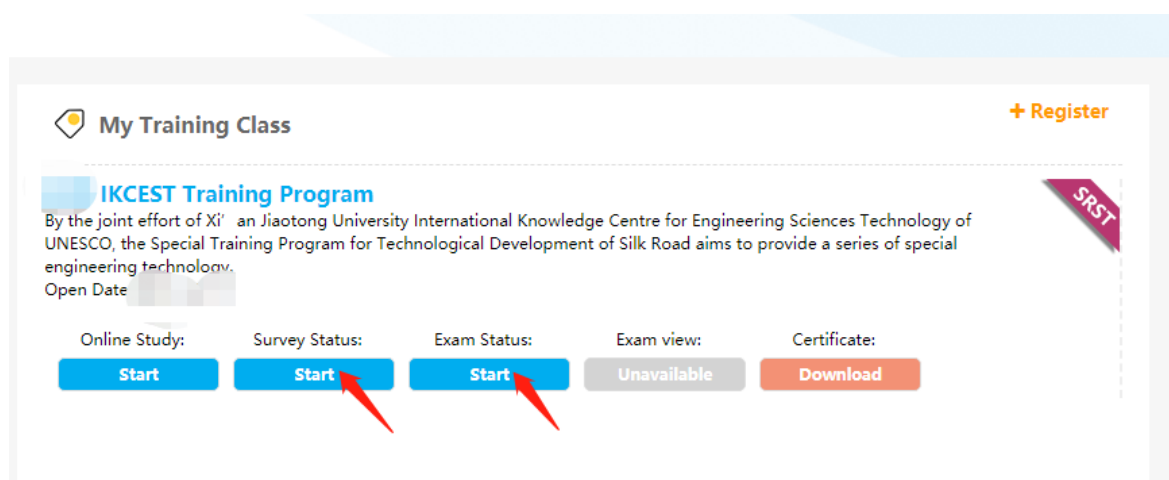 My Training Class
+ Register
IKCEST Training Program
SRST
By the joint effort of Xi’ an Jiaotong University International Knowledge Centre for Engineering Sciences Technology of
UNESCO, the Special Training Program for Technological Development of Silk Road aims to provide a series of special
engineering technology.
Open Date
Online Study: Survey Status: Exam Status: Exam view: Certificate:
Start Start Start Unavailable Download